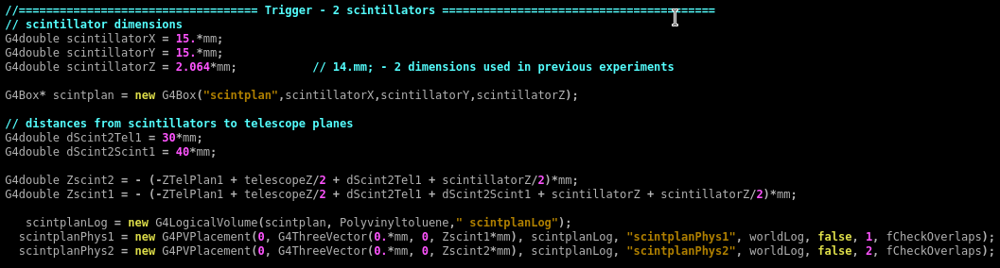 //=================================== Trigger - 2 scintillators ========================================
// scintillator dimensions
G4double scintillatorX = 15.*mm;
G4double scintillatorY = 15.*mm;
G4double scintillatorZ = 2.064*mm;           // 14.mm; - 2 dimensions used in previous experiments
G4Box* scintplan = new G4Box("scintplan",scintillatorX,scintillatorY,scintillatorZ);
// distances from scintillators to telescope planes
G4double dScint2Tel1 = 30*mm;
G4double dScint2Scint1 = 40*mm;
G4double Zscint2 = - (-ZTelPlan1 + telescopeZ/2 + dScint2Tel1 + scintillatorZ/2)*mm;
G4double Zscint1 = - (-ZTelPlan1 + telescopeZ/2 + dScint2Tel1 + dScint2Scint1 + scintillatorZ + scintillatorZ/2)*mm;
   scintplanLog = new G4LogicalVolume(scintplan, Polyvinyltoluene," scintplanLog");
  scintplanPhys1 = new G4PVPlacement(0, G4ThreeVector(0.*mm, 0, Zscint1*mm), scintplanLog, "scintplanPhys1", worldLog, false, 1, fCheckOverlaps);
  scintplanPhys2 = new G4PVPlacement(0, G4ThreeVector(0.*mm, 0, Zscint2*mm), scintplanLog, "scintplanPhys2", worldLog, false, 2, fCheckOverlaps);